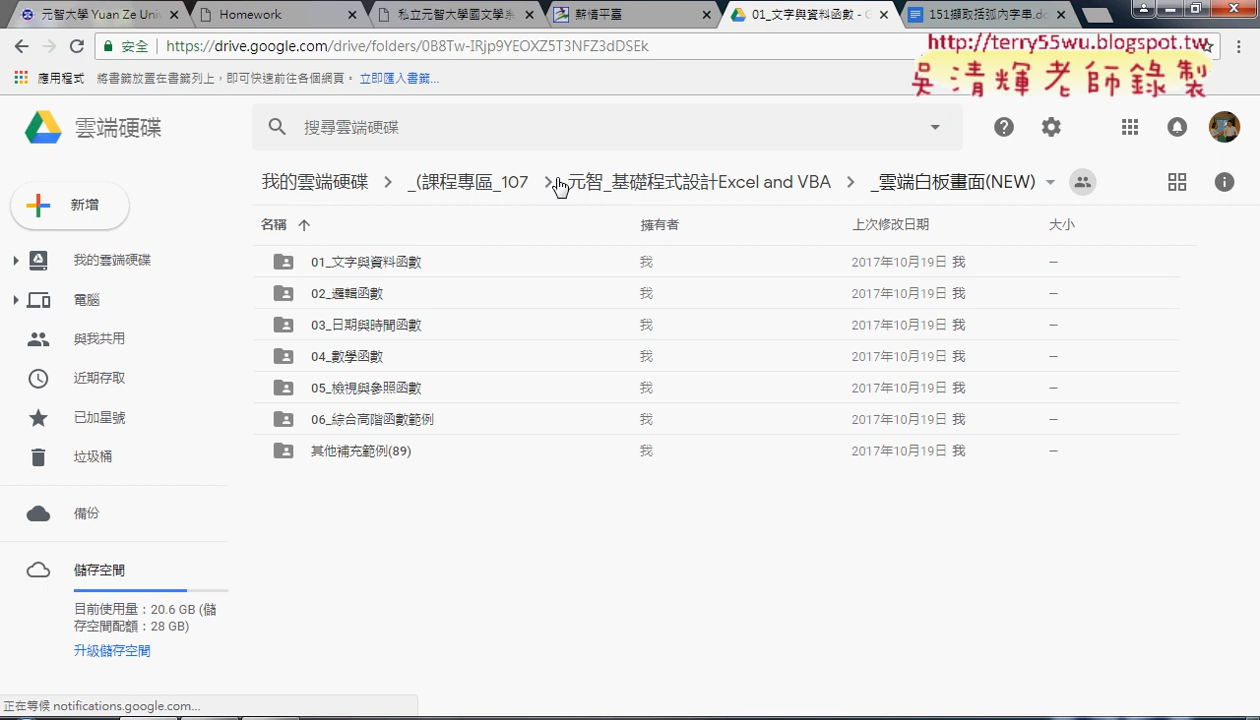 元智大學 Yuan Ze Uni
Homework
私立元智大學國文學系
薪情平臺
01_文字與資料函數 - G
151擷取括弧內字串.dc
安全
https://drive.google.com/drive/folders/0B8Tw-IRjp9YEOXZ5T3NFZ3dDSEk
http://terry55wu.blogspot.tw
應用程式
將書籤放置在書籤列上，即可快速前往各個網頁。
立即匯入書籤...
吳清輝老師錄製
雲端硬碟
搜尋雲端硬碟
新增
我的雲端硬碟
_(課程專區_107
元智_基礎程式設計Excel and VBA
_雲端白板畫面(NEW)
名稱
擁有者
上次修改日期
大小
01_文字與資料函數
我
2017年10月19日 我
–
02_邏輯函數
我
2017年10月19日 我
–
03_日期與時間函數
我
2017年10月19日 我
–
04_數學函數
我
2017年10月19日 我
–
05_檢視與參照函數
我
2017年10月19日 我
–
06_綜合高階函數範例
我
2017年10月19日 我
–
其他補充範例(89)
我
2017年10月19日 我
–
我的雲端硬碟
電腦
與我共用
近期存取
已加星號
垃圾桶
備份
儲存空間
目前使用量：20.6 GB (儲
存空間配額：28 GB)
升級儲存空間
正在等候 notifications.google.com...